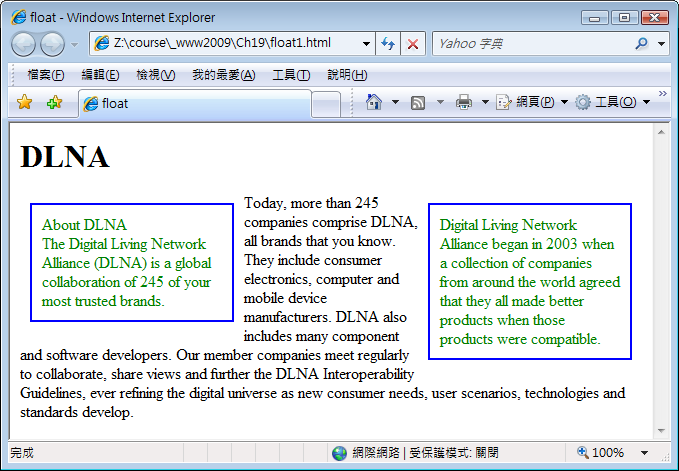 float - Windows Internet Explorer
Z:\course\_www2009\Ch19\float1.html
Yahoo 字典
檔案(F) 編輯(E) 檢視(V) 我的最愛(A) 工具(T) 說明(H)
float
網頁(P)
工具(O)
»
DLNA
About DLNA
The Digital Living Network
Alliance (DLNA) is a global
collaboration of 245 of your
most trusted brands.
Today, more than 245
companies comprise DLNA,
all brands that you know.
They include consumer
electronics, computer and
mobile device
manufacturers. DLNA also
includes many component
and software developers. Our member companies meet regularly
to collaborate, share views and further the DLNA Interoperability
Guidelines, ever refining the digital universe as new consumer needs, user scenarios, technologies and
standards develop.
Digital Living Network
Alliance began in 2003 when
a collection of companies
from around the world agreed
that they all made better
products when those
products were compatible.
完成
網際網路 | 受保護模式: 關閉
100%